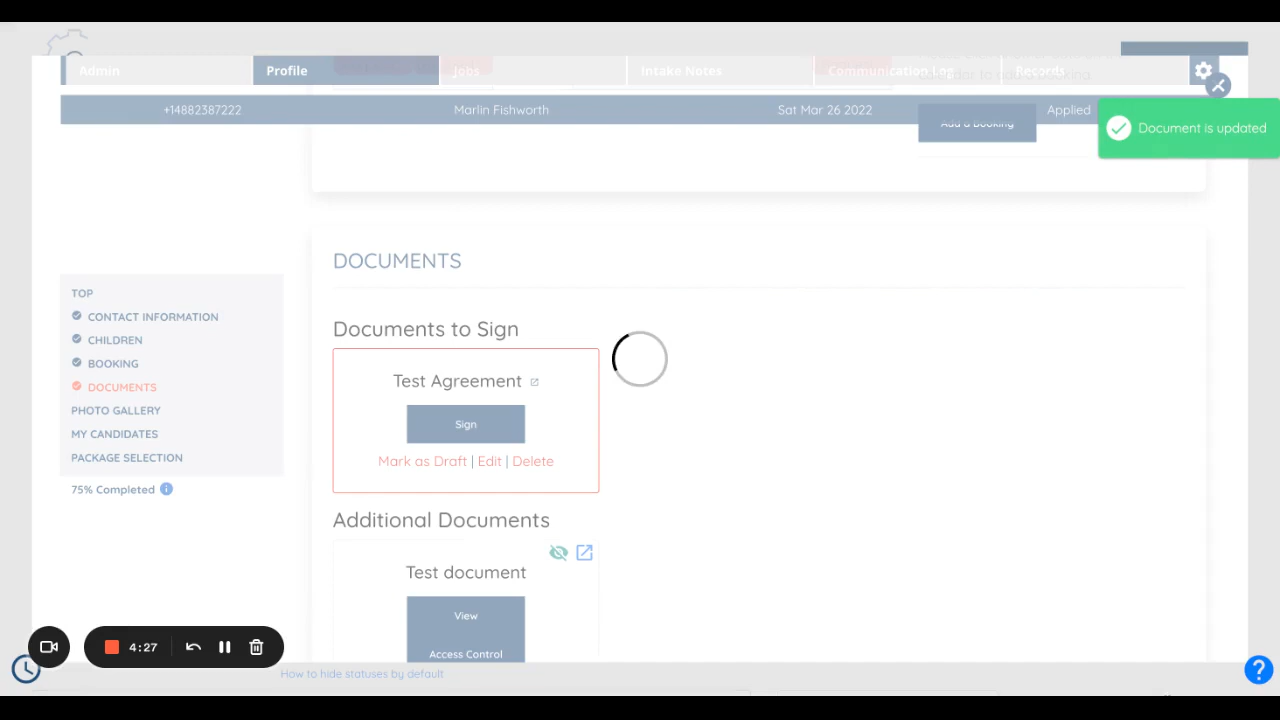 Admin
Profile
Jobs
Intake Notes
Communication Log
Records
+14882387222
Marlin Fishworth
Sat Mar 26 2022
Applied
Add a Booking
Document is updated
TOP
CONTACT INFORMATION
CHILDREN
BOOKING
DOCUMENTS
PHOTO GALLERY
MY CANDIDATES
PACKAGE SELECTION
75% Completed
DOCUMENTS
Documents to Sign
Test Agreement
Sign
Mark as Draft | Edit | Delete
Additional Documents
Test document
View
Access Control
4:27
How to hide statuses by default